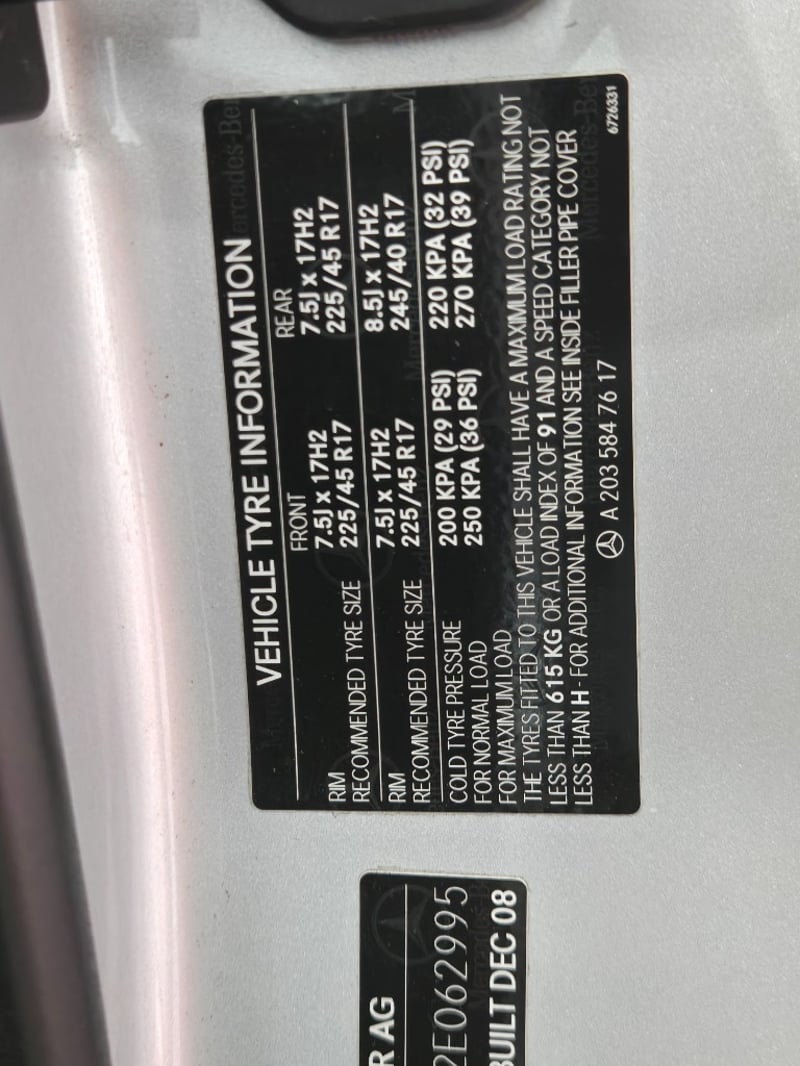 VEHICLE TYRE INFORMATION
FRONT REAR
RIM 7.5J x 17H2 7.5J x 17H2
RECOMMENDED TYRE SIZE 225/45 R17 225/45 R17
RIM 7.5J x 17H2 8.5J x 17H2
RECOMMENDED TYRE SIZE 225/45 R17 245/40 R17
COLD TYRE PRESSURE
FOR NORMAL LOAD 200 KPA (29 PSI) 220 KPA (32 PSI)
FOR MAXIMUM LOAD 250 KPA (36 PSI) 270 KPA (39 PSI)
THE TYRES FITTED TO THIS VEHICLE SHALL HAVE A MAXIMUM LOAD RATING NOT
LESS THAN 615 KG OR A LOAD INDEX OF 91 AND A SPEED CATEGORY NOT
LESS THAN H - FOR ADDITIONAL INFORMATION SEE INSIDE FILLER PIPE COVER
A 203 584 76 17
6726331
R AG
2E062995
BUILT DEC 08